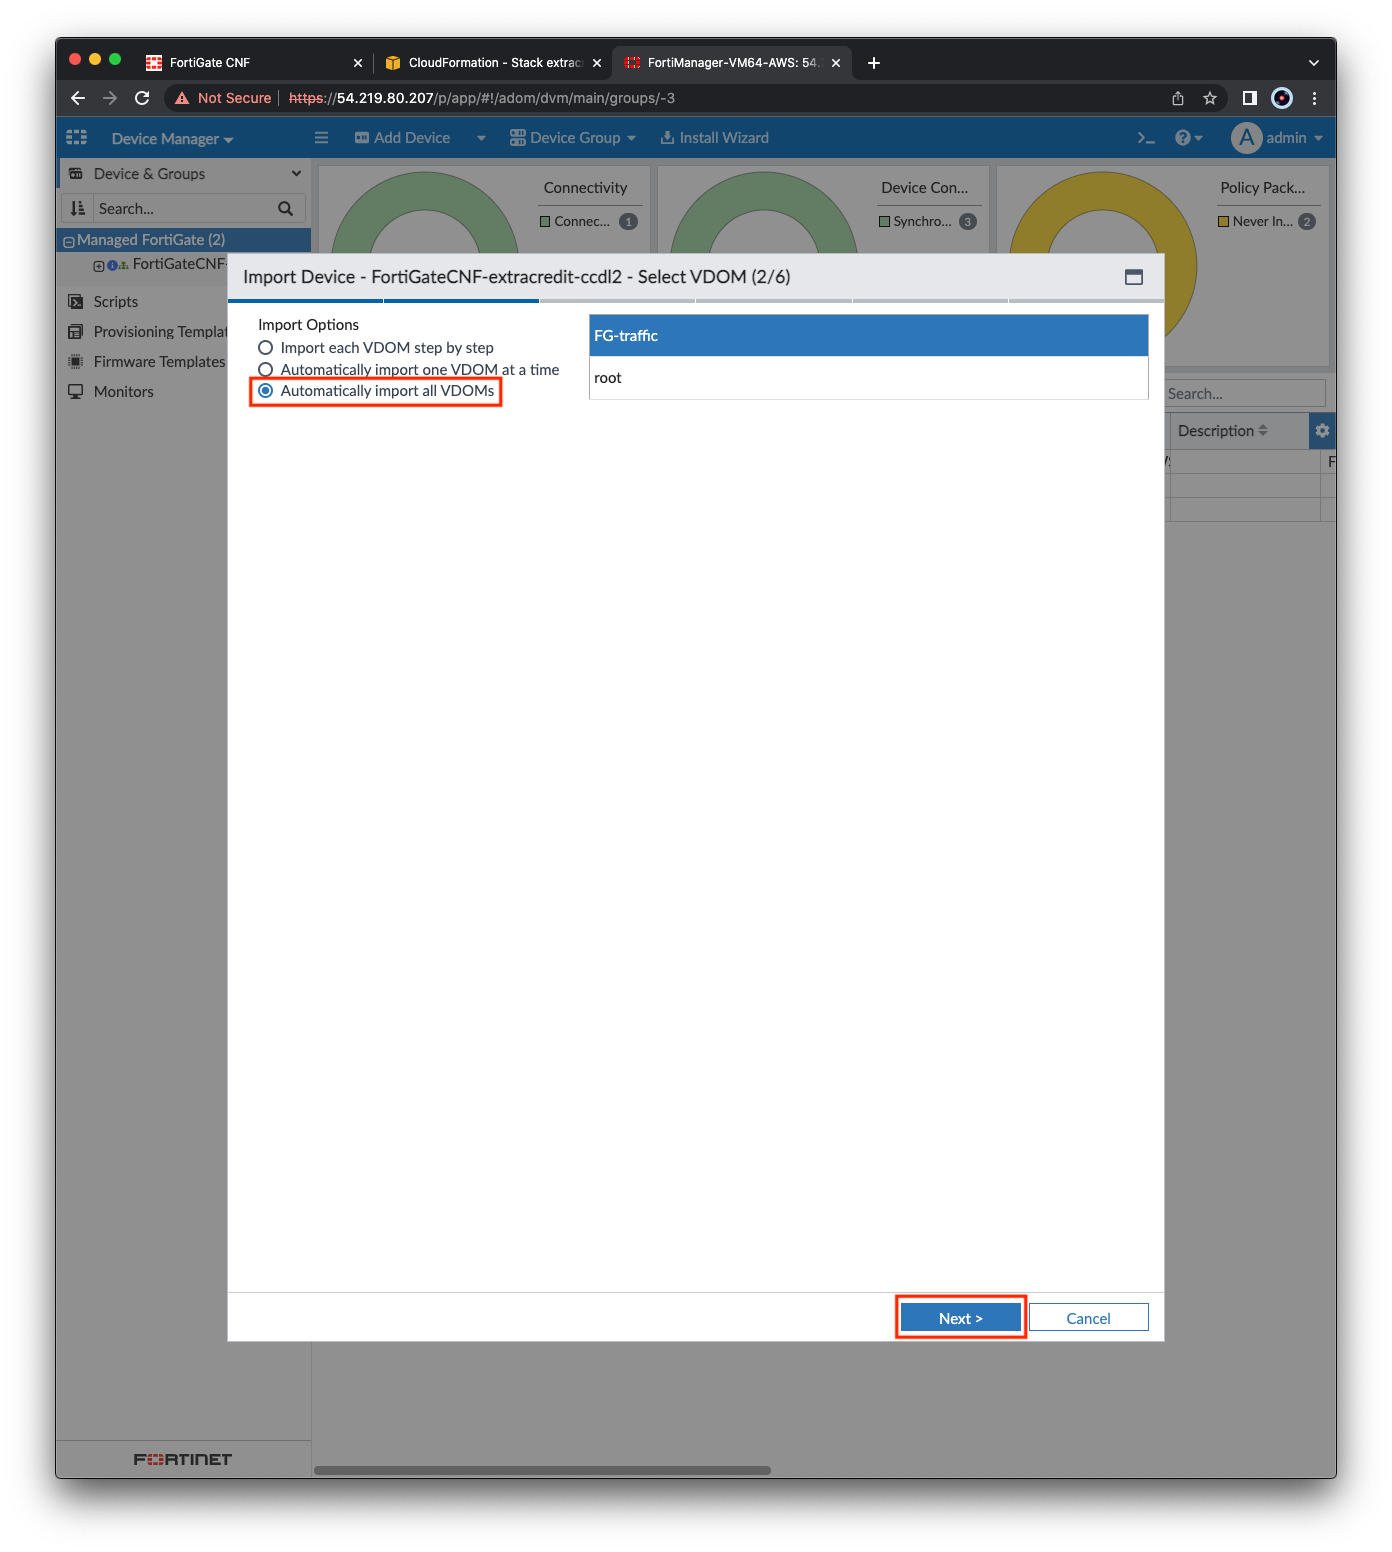 FortiGate CNF
CloudFormation - Stack extrac
FortiManager-VM64-AWS: 54.
Not Secure
https://54.219.80.207/p/app/#!/adom/dvm/main/groups/-3
Device Manager
Add Device
Device Group
Install Wizard
>_
?
A
admin
Device & Groups
Search...
Managed FortiGate (2)
FortiGateCNF-
Scripts
Provisioning Templat
Firmware Templates
Monitors
Connectivity
Connec... 1
Device Con...
Synchro... 3
Policy Pack...
Never In... 2
Import Device - FortiGateCNF-extracredit-ccdl2 - Select VDOM (2/6)
Import Options
Import each VDOM step by step
Automatically import one VDOM at a time
Automatically import all VDOMs
FG-traffic
root
Search...
Description
F
Next >
Cancel
FORTINET